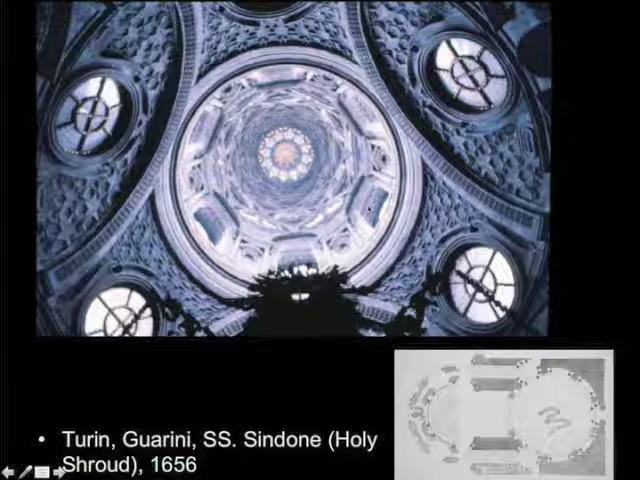 • Turin, Guarini, SS. Sindone (Holy
Shroud), 1656